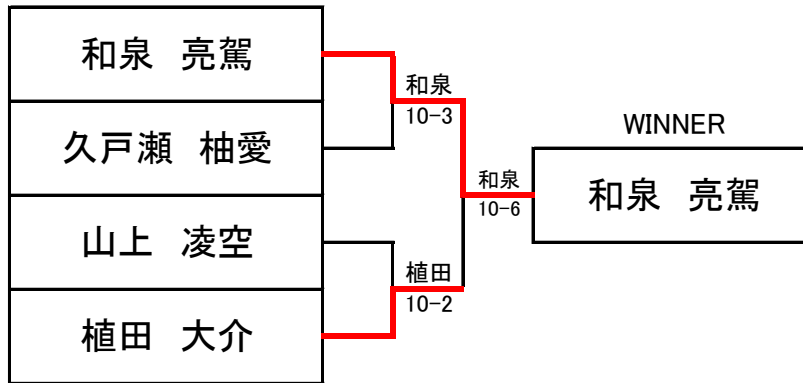 和泉　亮駕
久戸瀬　柚愛
山上　凌空
植田　大介
和泉
10-3
植田
10-2
和泉
10-6
WINNER
和泉　亮駕